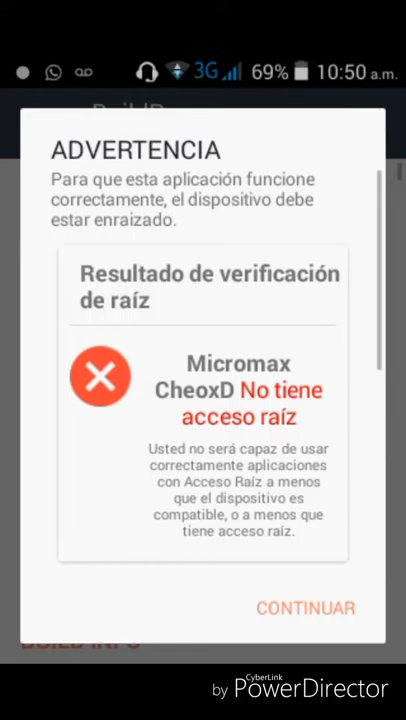 3G 69% 10:50 a.m.
ADVERTENCIA
Para que esta aplicación funcione
correctamente, el dispositivo debe
estar enraizado.
Resultado de verificación
de raíz
Micromax
CheoxD No tiene
acceso raíz
Usted no será capaz de usar
correctamente aplicaciones
con Acceso Raíz a menos
que el dispositivo es
compatible, o a menos que
tiene acceso raíz.
CONTINUAR
BUILD INFO
by CyberLink
PowerDirector